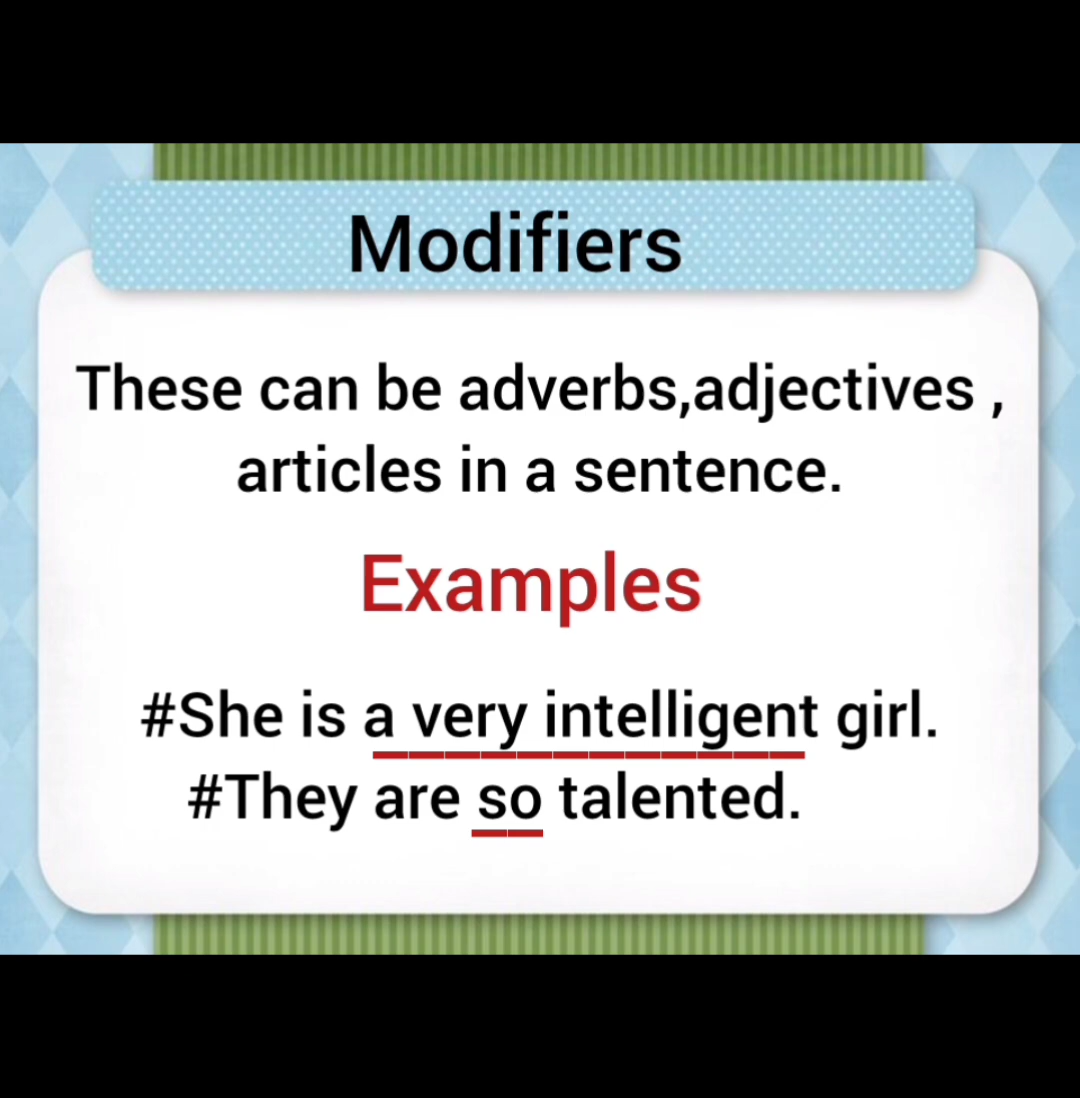 Modifiers
These can be adverbs,adjectives ,
articles in a sentence.
Examples
#She is a very intelligent girl.
#They are so talented.